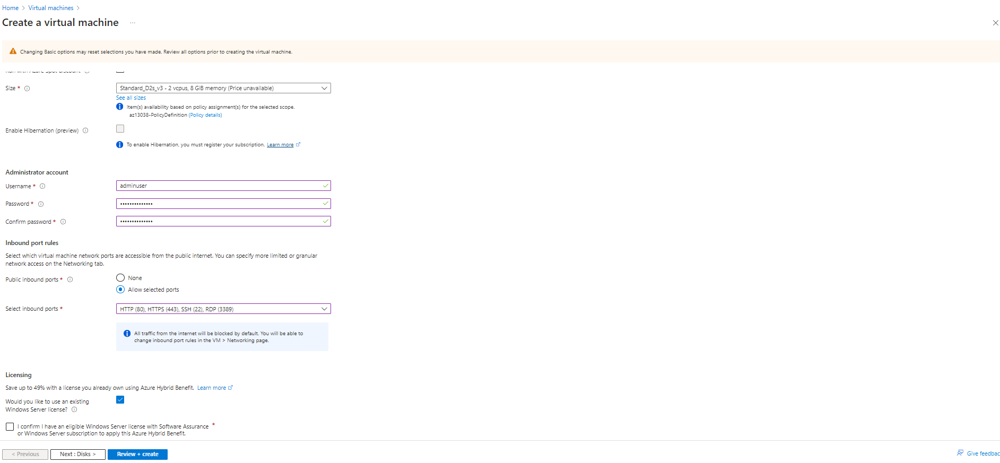 Home > Virtual machines >
Create a virtual machine ...
Changing Basic options may reset selections you have made. Review all options prior to creating the virtual machine.
Run with Azure Spot discount
Size *
Standard_D2s_v3 - 2 vcpus, 8 GiB memory (Price unavailable)
See all sizes
Item(s) availability based on policy assignment(s) for the selected scope.
az13038-PolicyDefinition (Policy details)
Enable Hibernation (preview)
To enable Hibernation, you must register your subscription. Learn more
Administrator account
Username *
adminuser
Password *
••••••••••••••
Confirm password *
••••••••••••••
Inbound port rules
Select which virtual machine network ports are accessible from the public internet. You can specify more limited or granular
network access on the Networking tab.
Public inbound ports *
None
Allow selected ports
Select inbound ports *
HTTP (80), HTTPS (443), SSH (22), RDP (3389)
All traffic from the internet will be blocked by default. You will be able to
change inbound port rules in the VM > Networking page.
Licensing
Save up to 49% with a license you already own using Azure Hybrid Benefit. Learn more
Would you like to use an existing
Windows Server license?
I confirm I have an eligible Windows Server license with Software Assurance *
or Windows Server subscription to apply this Azure Hybrid Benefit.
< Previous
Next : Disks >
Review + create
Give feedbac